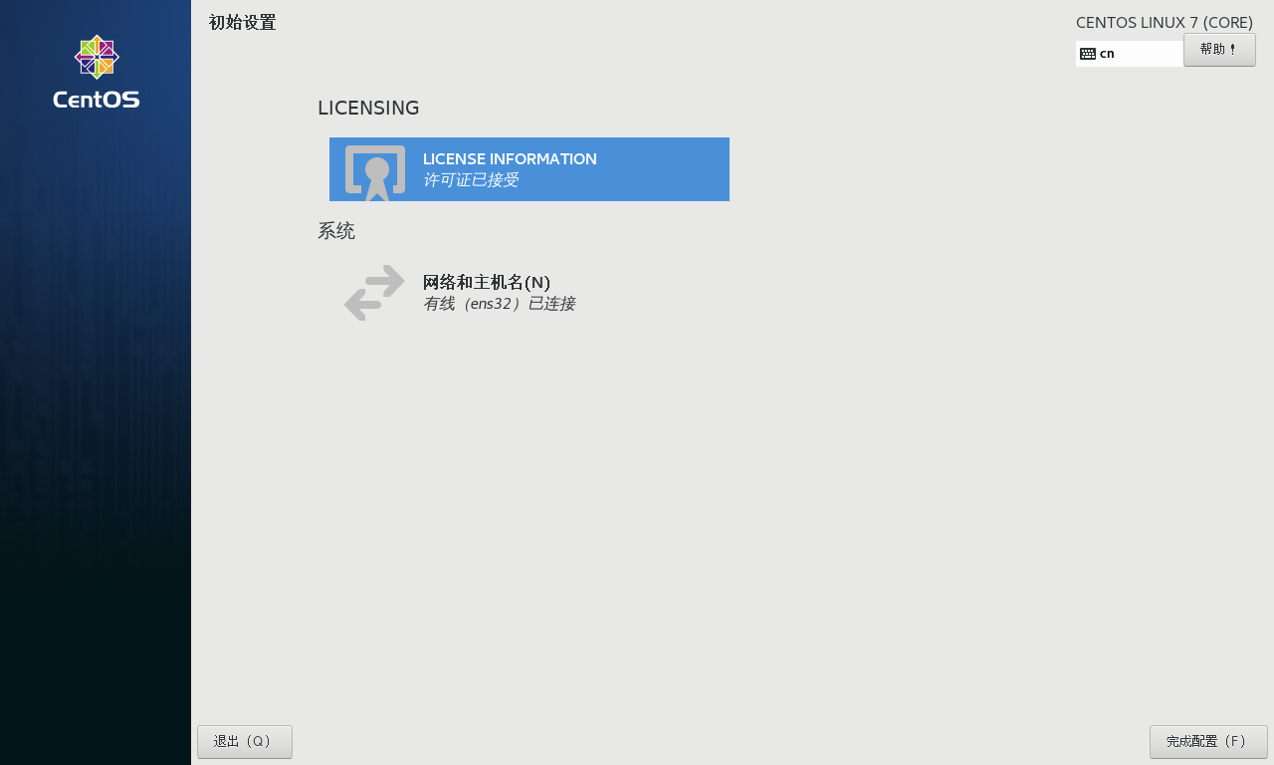 CentOS
初始设置
CENTOS LINUX 7 (CORE)
cn
帮助！
LICENSING
LICENSE INFORMATION
许可证已接受
系统
网络和主机名(N)
有线（ens32）已连接
退出（Q）
完成配置（F）